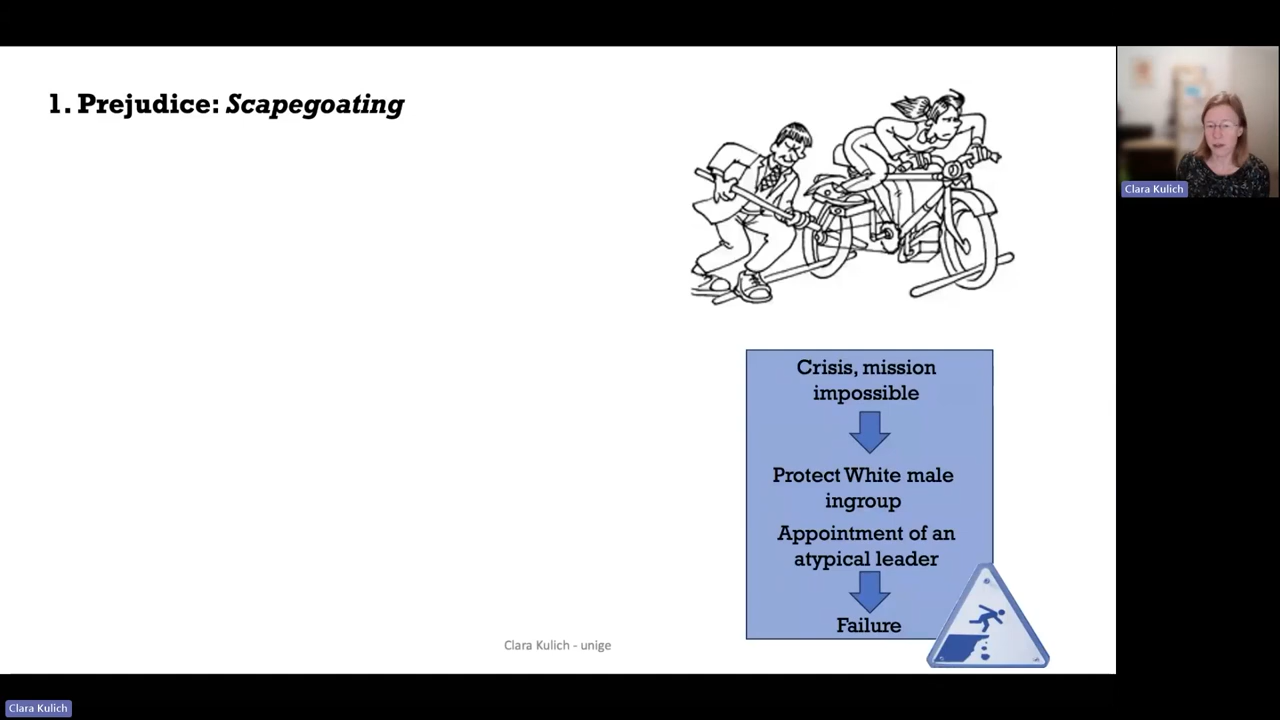 1. Prejudice: Scapegoating
Clara Kulich
Crisis, mission
impossible
Protect White male
ingroup
Appointment of an
atypical leader
Failure
Clara Kulich - unige
Clara Kulich